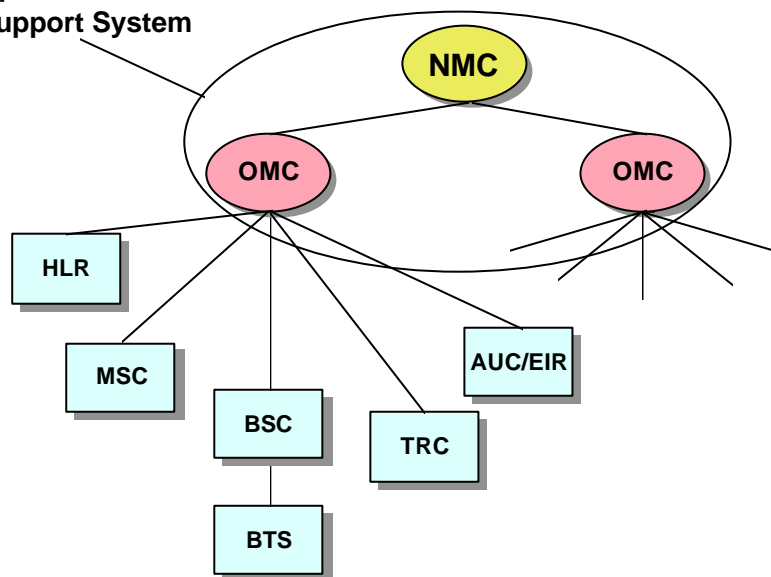 upport System
NMC
OMC
OMC
HLR
MSC
AUC/EIR
BSC
TRC
BTS